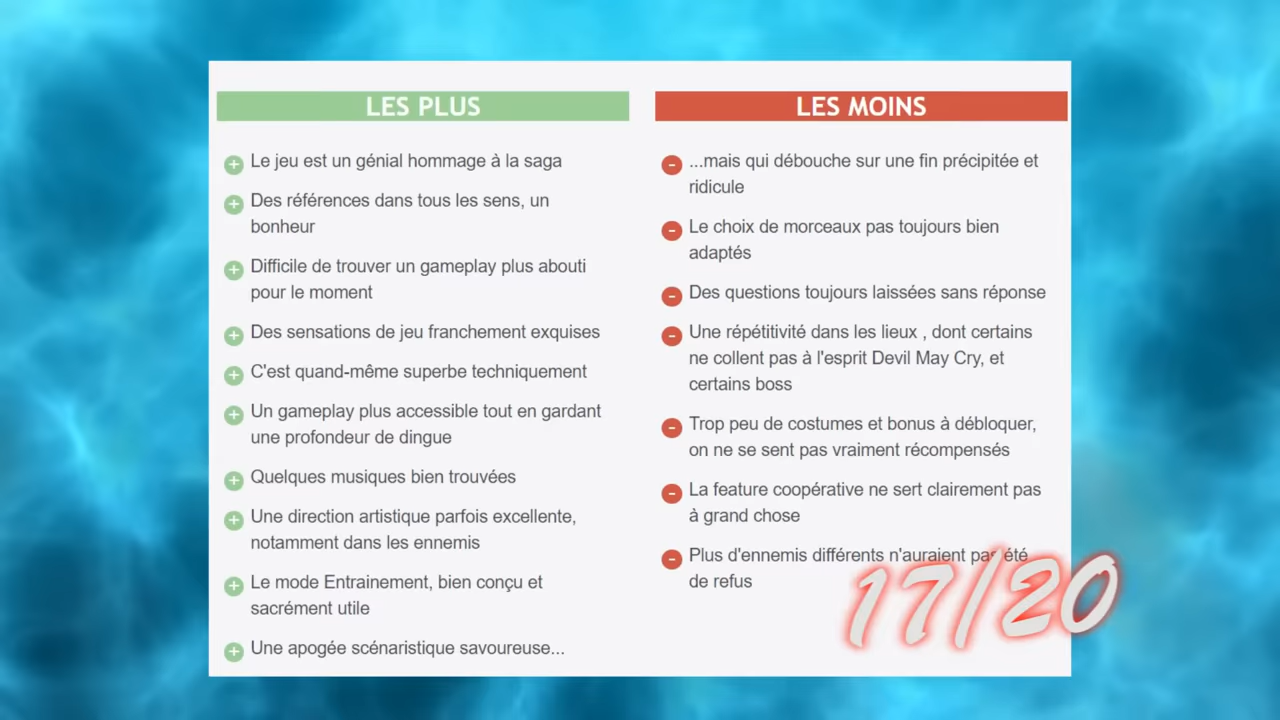 LES PLUS
Le jeu est un génial hommage à la saga
Des références dans tous les sens, un
bonheur
Difficile de trouver un gameplay plus abouti
pour le moment
Des sensations de jeu franchement exquises
C'est quand-même superbe techniquement
Un gameplay plus accessible tout en gardant
une profondeur de dingue
Quelques musiques bien trouvées
Une direction artistique parfois excellente,
notamment dans les ennemis
Le mode Entrainement, bien conçu et
sacrément utile
Une apogée scénaristique savoureuse...
LES MOINS
...mais qui débouche sur une fin précipitée et
ridicule
Le choix de morceaux pas toujours bien
adaptés
Des questions toujours laissées sans réponse
Une répétitivité dans les lieux , dont certains
ne collent pas à l'esprit Devil May Cry, et
certains boss
Trop peu de costumes et bonus à débloquer,
on ne se sent pas vraiment récompensés
La feature coopérative ne sert clairement pas
à grand chose
Plus d'ennemis différents n'auraient pas été
de refus
17/20